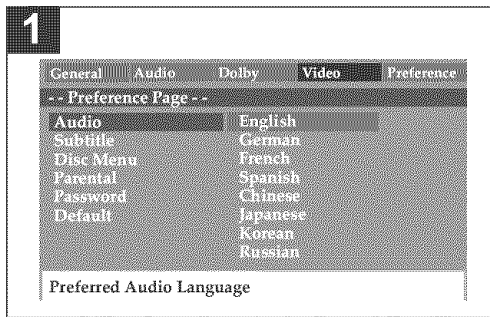 1
General Audio Dolby Video Preference
- - Preference Page - -
Audio English
Subtitle German
Disc Menu French
Parental Spanish
Password Chinese
Default Japanese
Korean
Russian
Preferred Audio Language